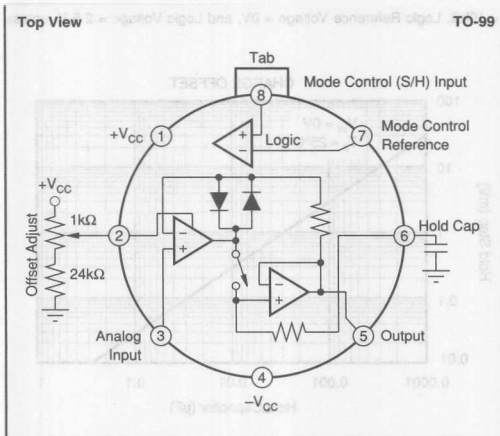 Top View
TO-99
Tab
8
Mode Control (S/H) Input
+VCC 1
Logic
7
Mode Control
Reference
+VCC
1kΩ
Offset Adjust
2
24kΩ
6
Hold Cap
Analog
Input
3
5
Output
4
–VCC
+
−
−
+
−
+